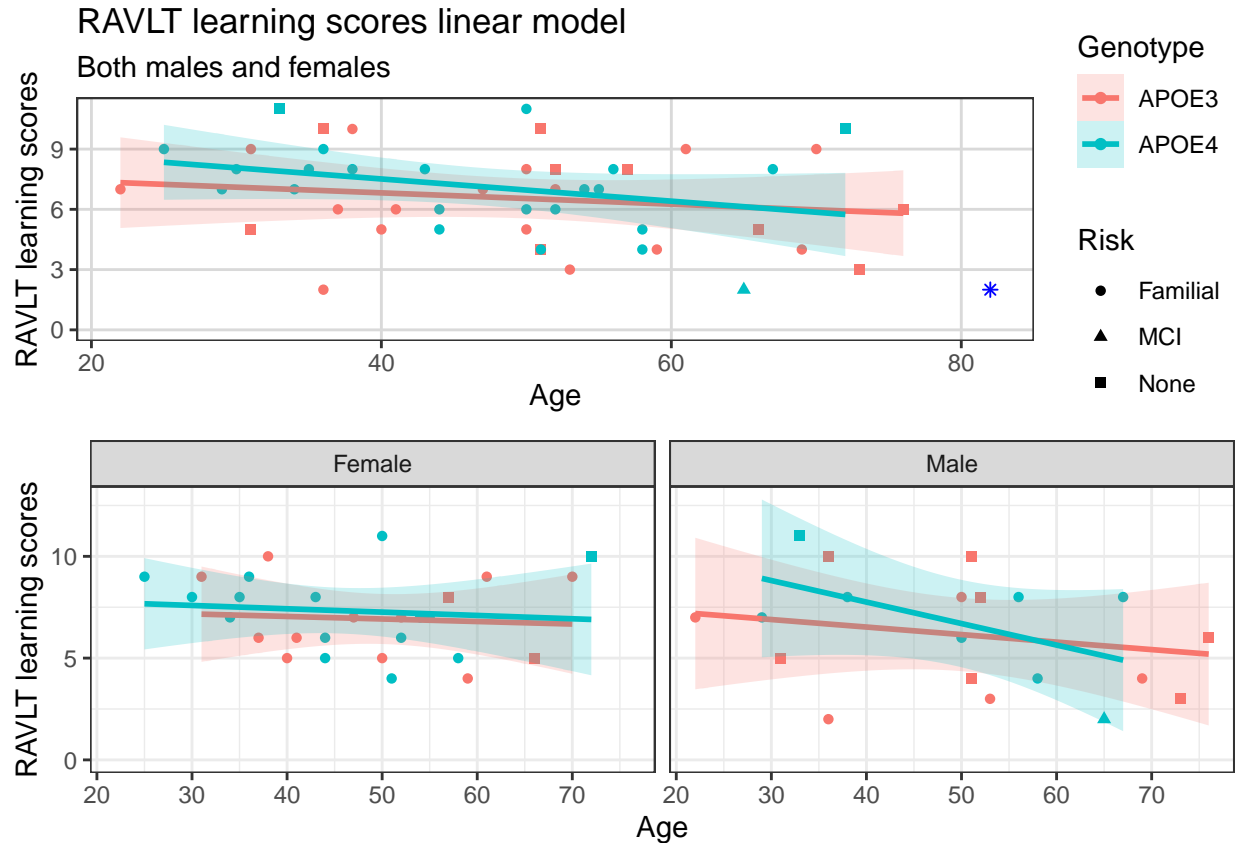 RAVLT learning scores linear model
Both males and females
RAVLT learning scores
9
6
3
0
20 40 60 80
Age
Genotype
APOE3
APOE4
Risk
Familial
MCI
None
Female Male
RAVLT learning scores
10
5
0
20 30 40 50 60 70 20 30 40 50 60 70
Age